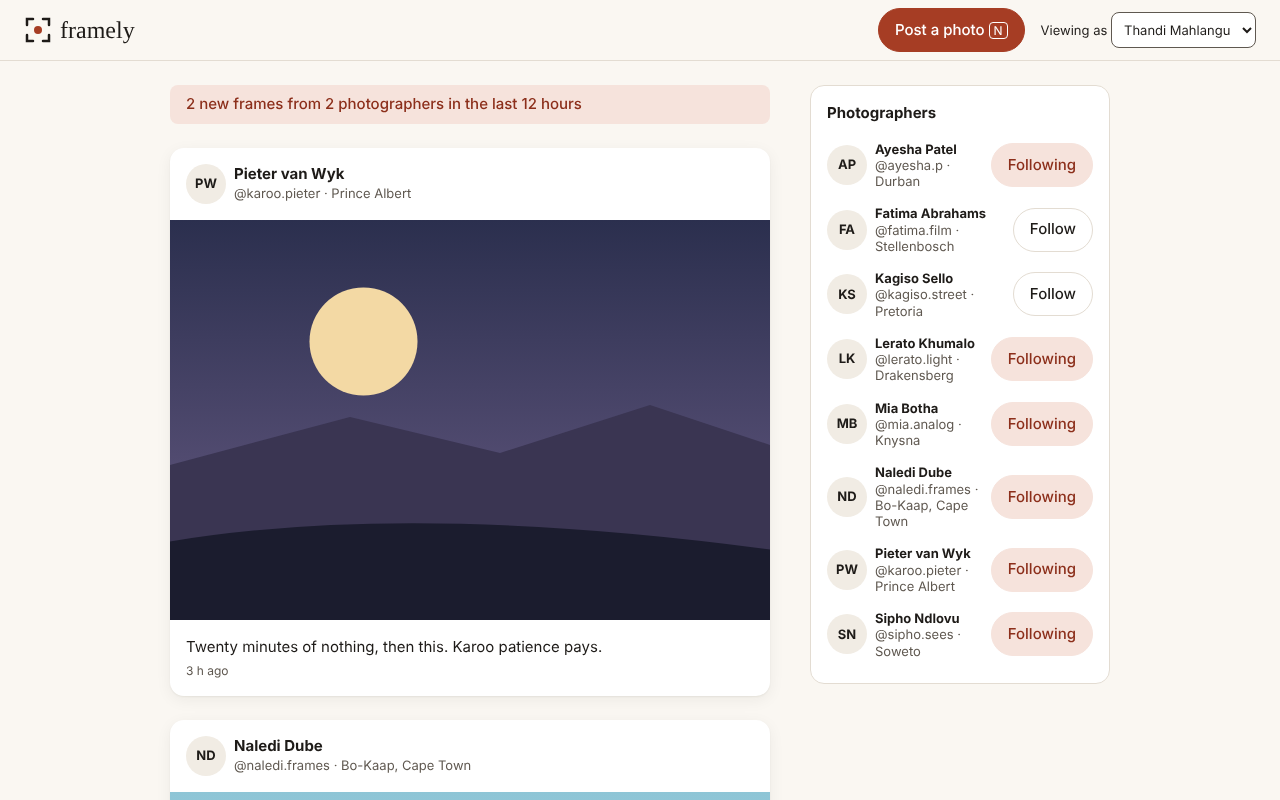 framely
Post a photo N
Viewing as Thandi Mahlangu
2 new frames from 2 photographers in the last 12 hours
PW
Pieter van Wyk
@karoo.pieter · Prince Albert
Twenty minutes of nothing, then this. Karoo patience pays.
3 h ago
ND
Naledi Dube
@naledi.frames · Bo-Kaap, Cape Town
Photographers
AP
Ayesha Patel
@ayesha.p ·
Durban
Following
FA
Fatima Abrahams
@fatima.film ·
Stellenbosch
Follow
KS
Kagiso Sello
@kagiso.street ·
Pretoria
Follow
LK
Lerato Khumalo
@lerato.light ·
Drakensberg
Following
MB
Mia Botha
@mia.analog ·
Knysna
Following
ND
Naledi Dube
@naledi.frames ·
Bo-Kaap, Cape
Town
Following
PW
Pieter van Wyk
@karoo.pieter ·
Prince Albert
Following
SN
Sipho Ndlovu
@sipho.sees ·
Soweto
Following